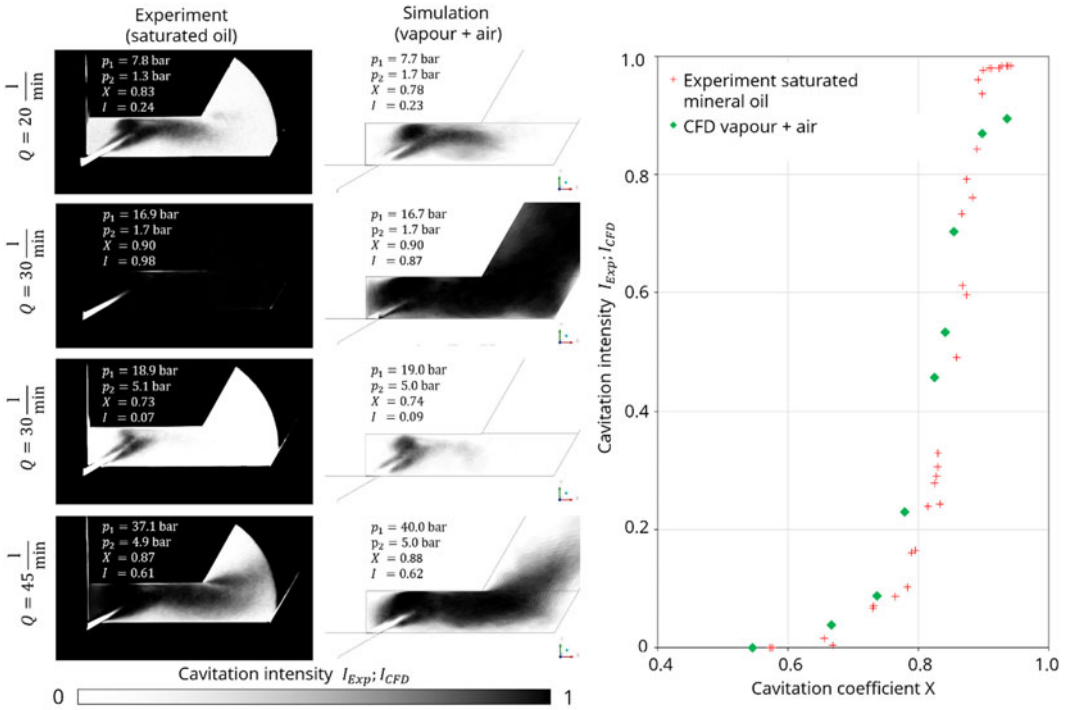 Experiment
(saturated oil)
Simulation
(vapour + air)
Q = 20 l/min
p₁ = 7.8 bar
p₂ = 1.3 bar
X = 0.83
I = 0.24
p₁ = 7.7 bar
p₂ = 1.7 bar
X = 0.78
I = 0.23
Q = 30 l/min
p₁ = 16.9 bar
p₂ = 1.7 bar
X = 0.90
I = 0.98
p₁ = 16.7 bar
p₂ = 1.7 bar
X = 0.90
I = 0.87
Q = 30 l/min
p₁ = 18.9 bar
p₂ = 5.1 bar
X = 0.73
I = 0.07
p₁ = 19.0 bar
p₂ = 5.0 bar
X = 0.74
I = 0.09
Q = 45 l/min
p₁ = 37.1 bar
p₂ = 4.9 bar
X = 0.87
I = 0.61
p₁ = 40.0 bar
p₂ = 5.0 bar
X = 0.88
I = 0.62
Cavitation intensity I_Exp; I_CFD
0
1
Cavitation intensity I_Exp; I_CFD
1.0
0.8
0.6
0.4
0.2
0
Experiment saturated
mineral oil
CFD vapour + air
0.4
0.6
0.8
1.0
Cavitation coefficient X